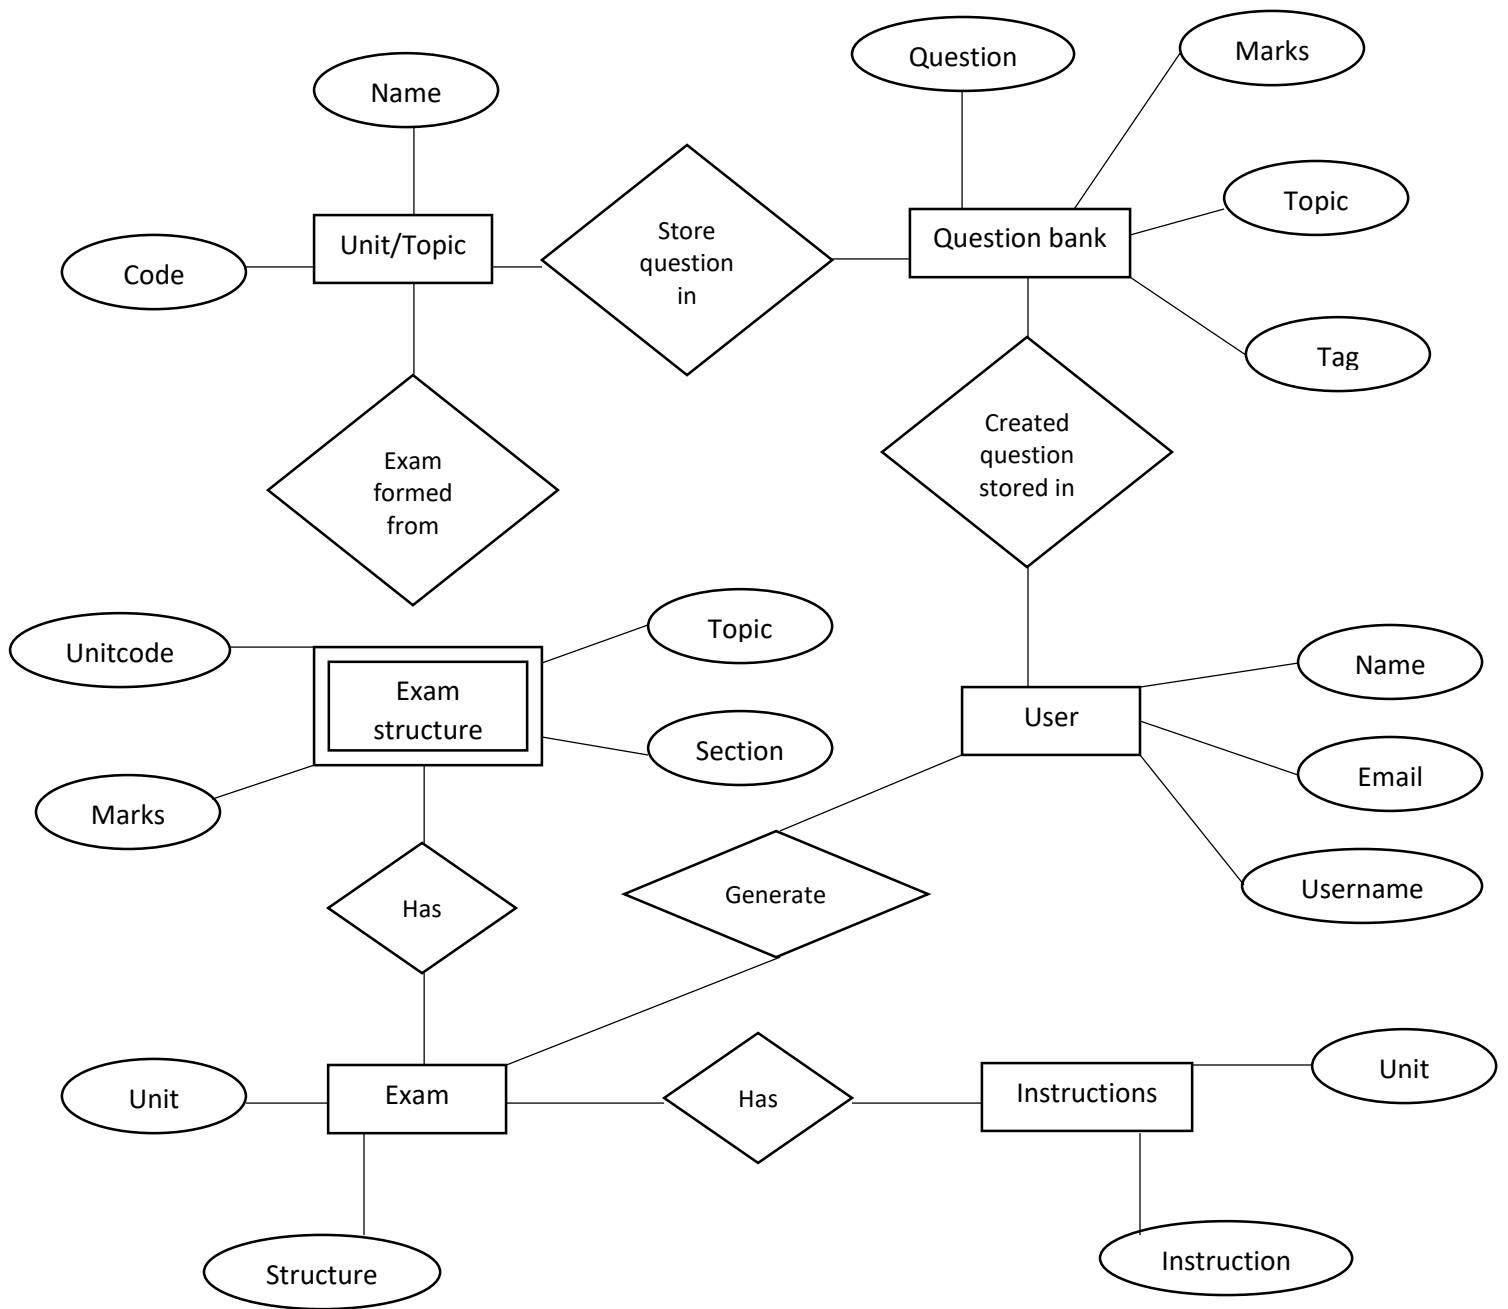 Question
Marks
Name
Topic
Store
question
in
Unit/Topic
Question bank
Code
Tag
Created
question
stored in
Exam
formed
from
Topic
Unitcode
Name
Exam
structure
User
Section
Email
Marks
Username
Generate
Has
Unit
Exam
Has
Instructions
Unit
Structure
Instruction